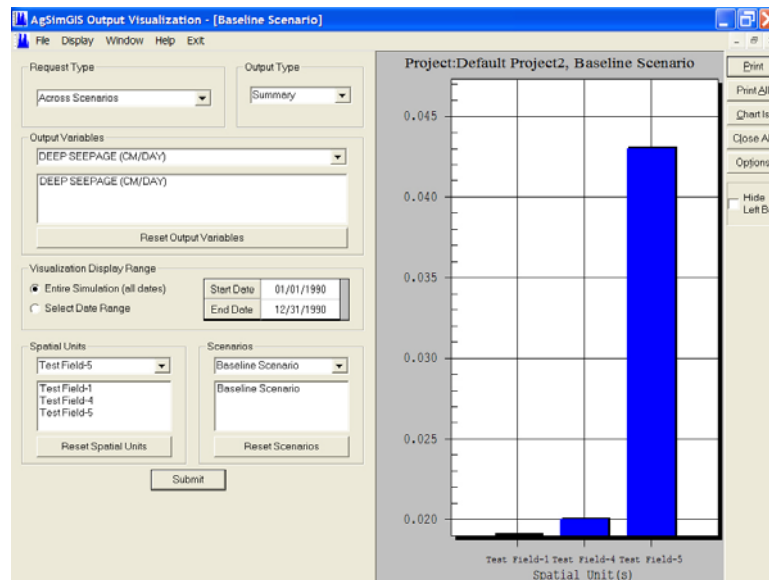 AgSimGIS Output Visualization - [Baseline Scenario]
File Display Window Help Exit
Request Type
Across Scenarios
Output Type
Summary
Output Variables
DEEP SEEPAGE (CM/DAY)
DEEP SEEPAGE (CM/DAY)
Reset Output Variables
Visualization Display Range
Entire Simulation (all dates)
Select Date Range
Start Date 01/01/1990
End Date 12/31/1990
Spatial Units
Test Field-5
Test Field-1
Test Field-4
Test Field-5
Reset Spatial Units
Scenarios
Baseline Scenario
Baseline Scenario
Reset Scenarios
Submit
Project:Default Project2, Baseline Scenario
0.045
0.040
0.035
0.030
0.025
0.020
Test Field-1 Test Field-4 Test Field-5
Spatial Unit(s)
Print
Print All
Chart Is
Close Al
Options
Hide
Left B